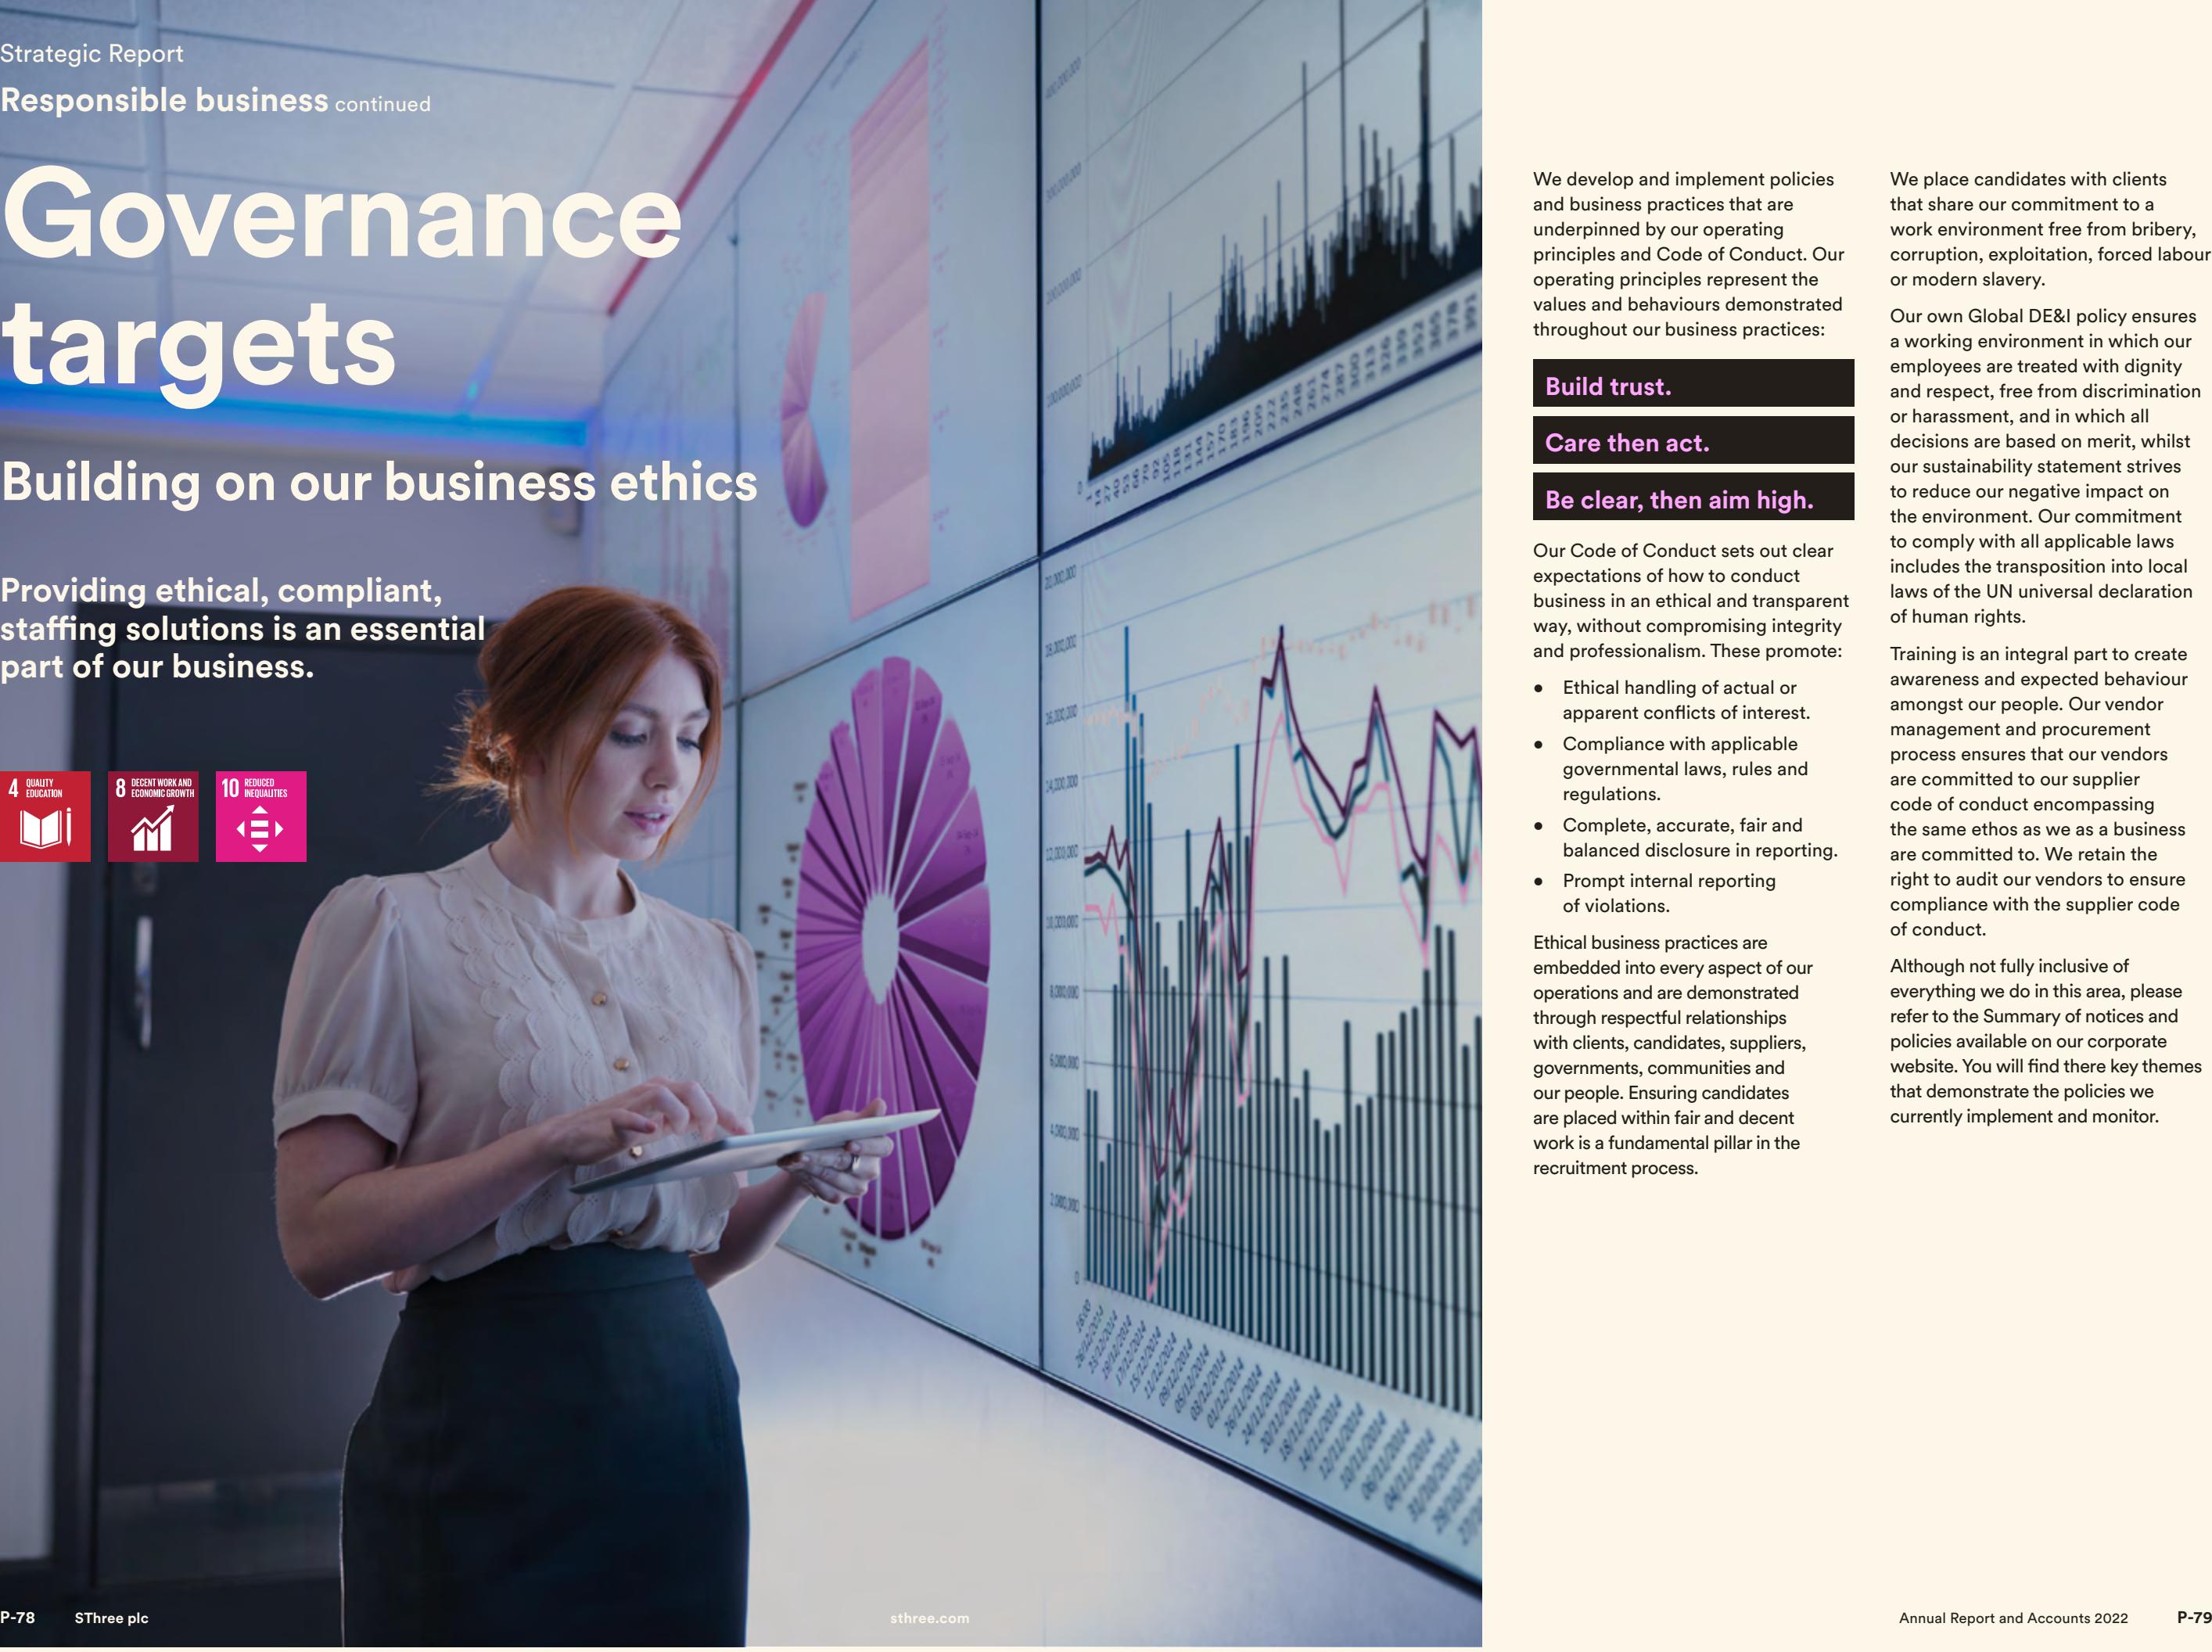 Strategic Report
Responsible business continued
Governance
targets
Building on our business ethics
Providing ethical, compliant,
staffing solutions is an essential
part of our business.
4 QUALITY
EDUCATION
8 DECENT WORK AND
ECONOMIC GROWTH
10 REDUCED
INEQUALITIES
P-78 SThree plc
sthree.com
We develop and implement policies
and business practices that are
underpinned by our operating
principles and Code of Conduct. Our
operating principles represent the
values and behaviours demonstrated
throughout our business practices:
Build trust.
Care then act.
Be clear, then aim high.
Our Code of Conduct sets out clear
expectations of how to conduct
business in an ethical and transparent
way, without compromising integrity
and professionalism. These promote:
● Ethical handling of actual or
apparent conflicts of interest.
● Compliance with applicable
governmental laws, rules and
regulations.
● Complete, accurate, fair and
balanced disclosure in reporting.
● Prompt internal reporting
of violations.
Ethical business practices are
embedded into every aspect of our
operations and are demonstrated
through respectful relationships
with clients, candidates, suppliers,
governments, communities and
our people. Ensuring candidates
are placed within fair and decent
work is a fundamental pillar in the
recruitment process.
We place candidates with clients
that share our commitment to a
work environment free from bribery,
corruption, exploitation, forced labour
or modern slavery.
Our own Global DE&I policy ensures
a working environment in which our
employees are treated with dignity
and respect, free from discrimination
or harassment, and in which all
decisions are based on merit, whilst
our sustainability statement strives
to reduce our negative impact on
the environment. Our commitment
to comply with all applicable laws
includes the transposition into local
laws of the UN universal declaration
of human rights.
Training is an integral part to create
awareness and expected behaviour
amongst our people. Our vendor
management and procurement
process ensures that our vendors
are committed to our supplier
code of conduct encompassing
the same ethos as we as a business
are committed to. We retain the
right to audit our vendors to ensure
compliance with the supplier code
of conduct.
Although not fully inclusive of
everything we do in this area, please
refer to the Summary of notices and
policies available on our corporate
website. You will find there key themes
that demonstrate the policies we
currently implement and monitor.
Annual Report and Accounts 2022 P-79